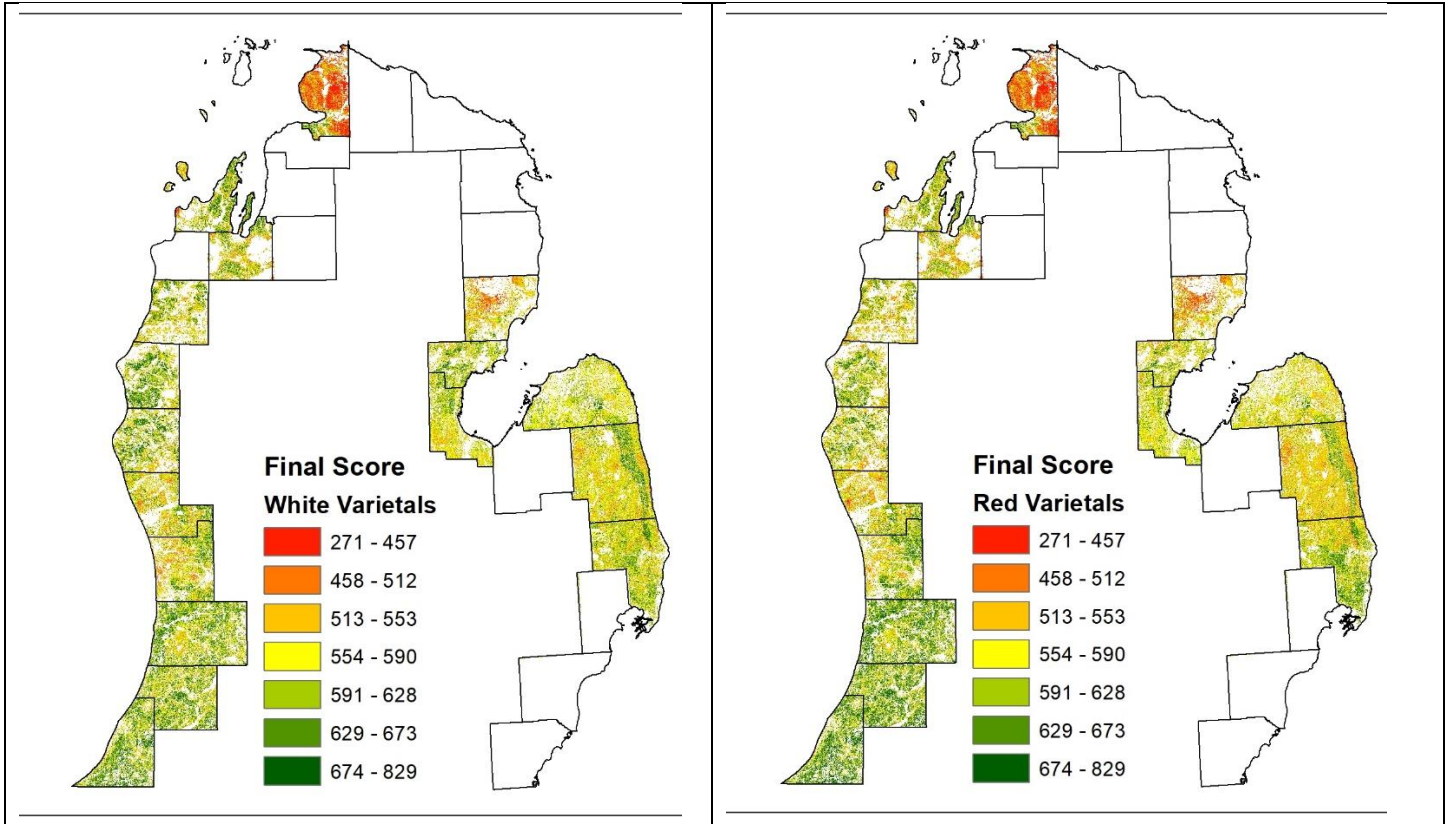 Final Score
White Varietals
271 - 457
458 - 512
513 - 553
554 - 590
591 - 628
629 - 673
674 - 829
Final Score
Red Varietals
271 - 457
458 - 512
513 - 553
554 - 590
591 - 628
629 - 673
674 - 829